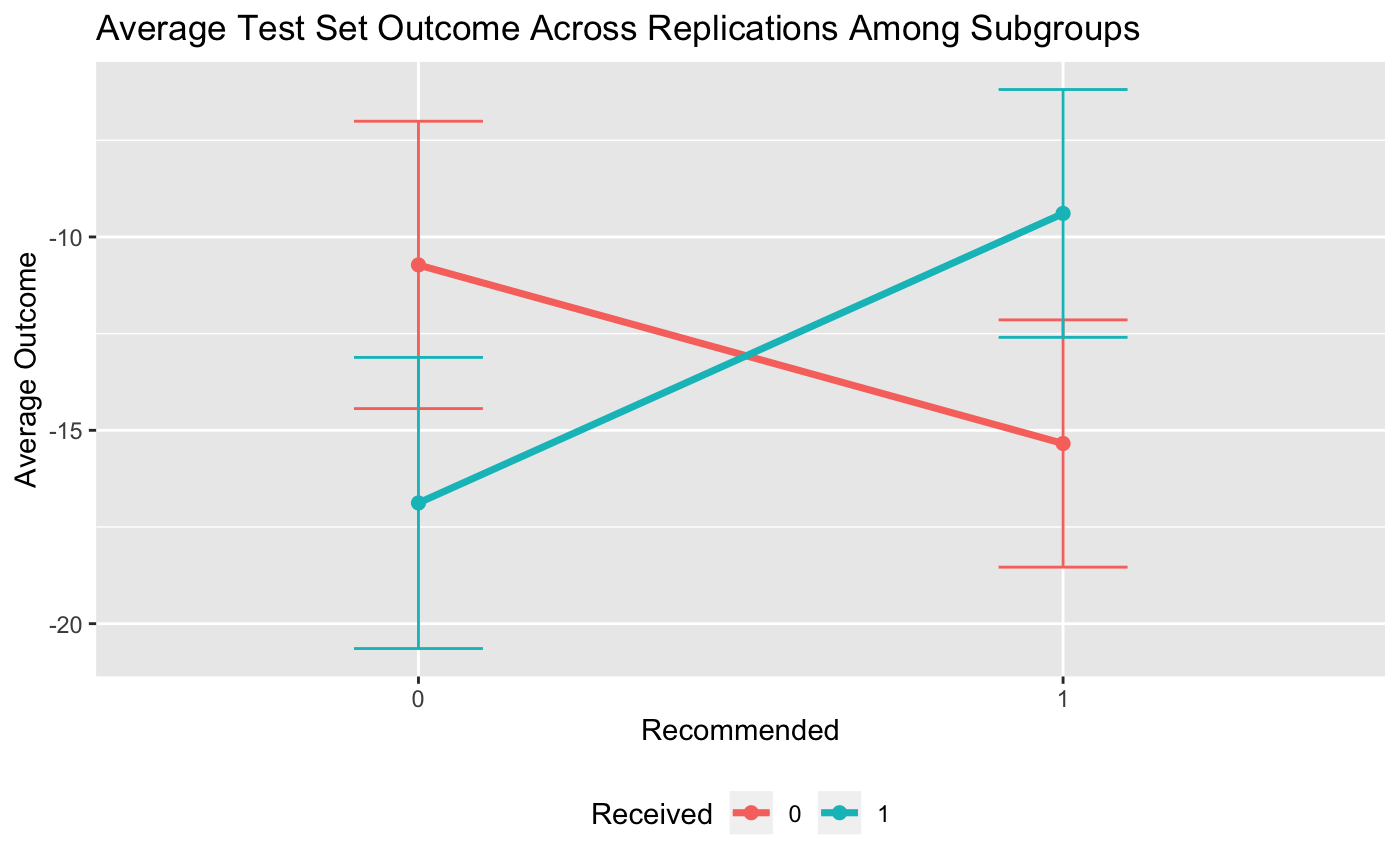 Average Test Set Outcome Across Replications Among Subgroups
Average Outcome
-10
-15
-20
0
1
Recommended
Received 0 1